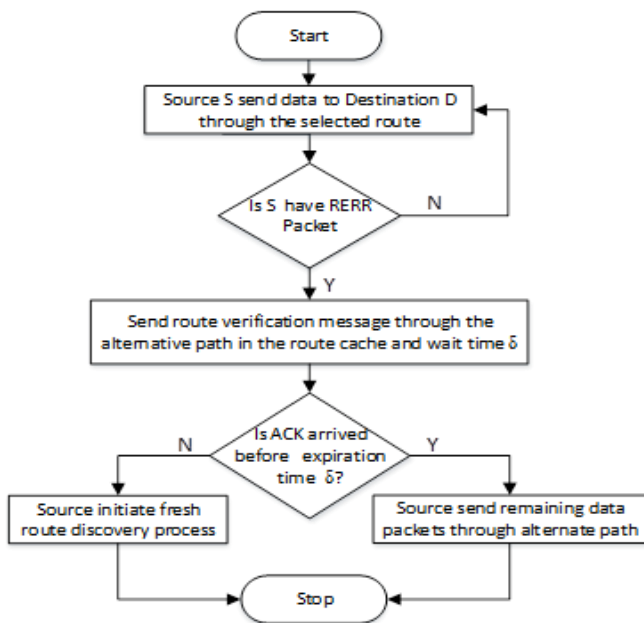 Start
Source S send data to Destination D
through the selected route
Is S have RERR
Packet
N
Y
Send route verification message through the
alternative path in the route cache and wait time δ
Is ACK arrived
before expiration
time δ?
N
Y
Source initiate fresh
route discovery process
Source send remaining data
packets through alternate path
Stop